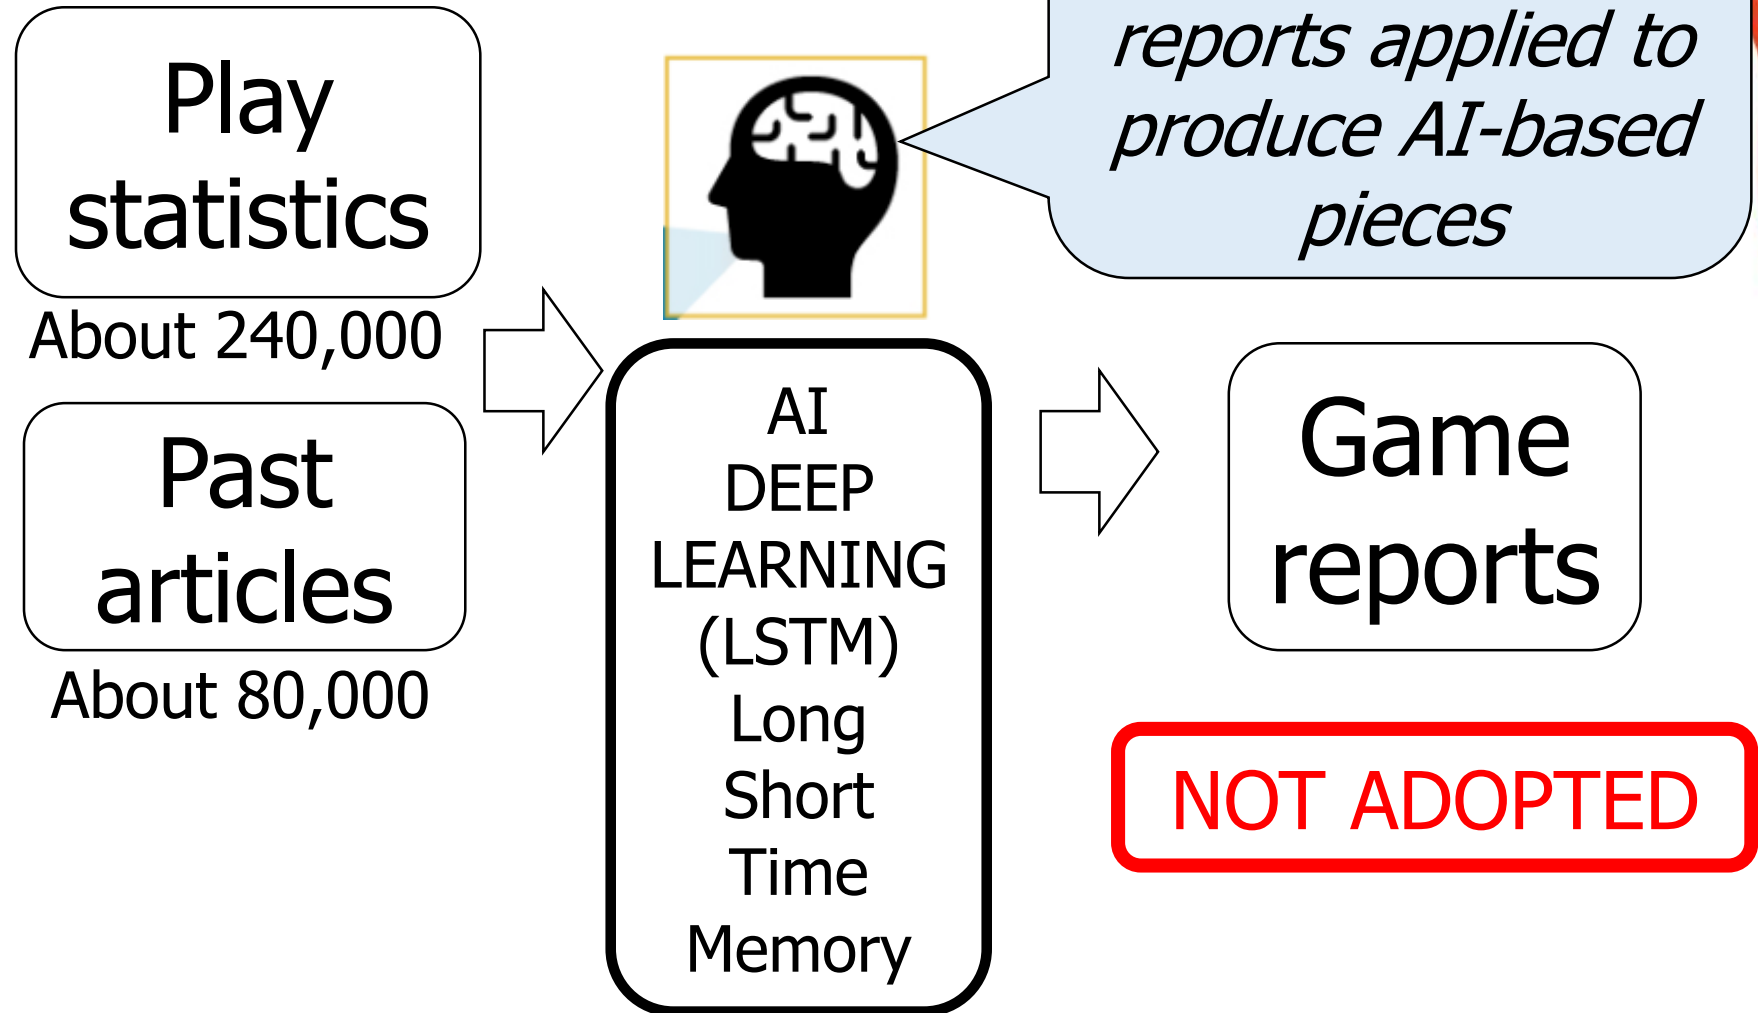 Play
statistics
About 240,000
Past
articles
About 80,000
AI
DEEP
LEARNING
(LSTM)
Long
Short
Time
Memory
reports applied to
produce AI-based
pieces
Game
reports
NOT ADOPTED